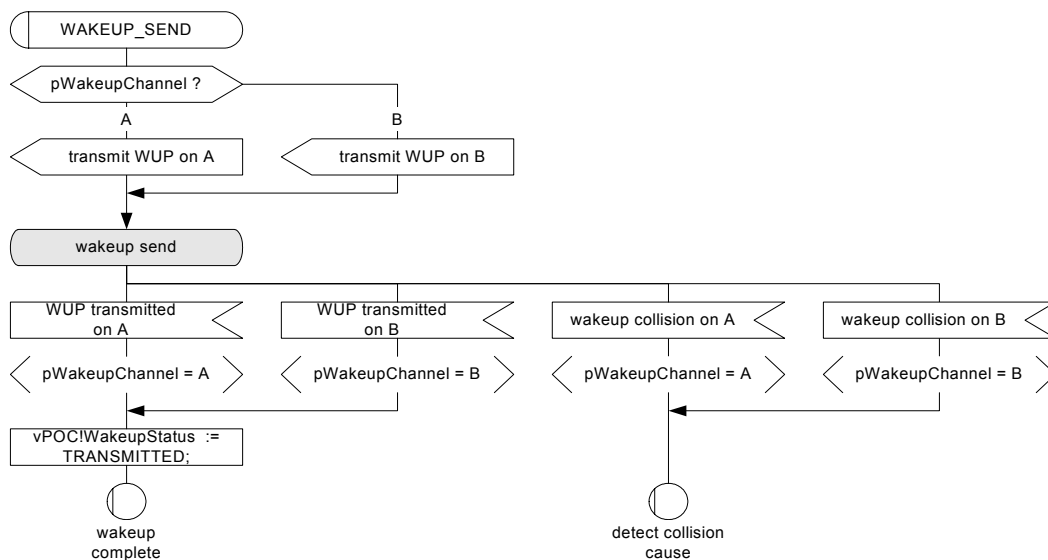 WAKEUP_SEND
pWakeupChannel ?
A
B
transmit WUP on A
transmit WUP on B
wakeup send
WUP transmitted
on A
WUP transmitted
on B
wakeup collision on A
wakeup collision on B
pWakeupChannel = A
pWakeupChannel = B
pWakeupChannel = A
pWakeupChannel = B
vPOC!WakeupStatus :=
TRANSMITTED;
wakeup
complete
detect collision
cause